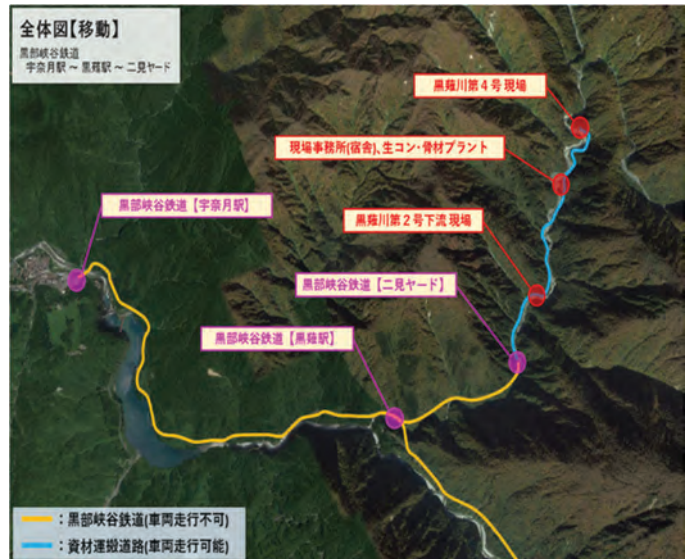 全体図【移動】
黒部峡谷鉄道
宇奈月駅 ～ 黒薙駅 ～ 二見ヤード
黒薙川第4号 現場
現場事務所(宿舎)、生コン・骨材プラント
黒部峡谷鉄道【宇奈月駅】
黒薙川第2号下流 現場
黒部峡谷鉄道【二見ヤード】
黒部峡谷鉄道【黒薙駅】
：黒部峡谷鉄道(車両走行不可)
：資材運搬道路(車両走行可能)